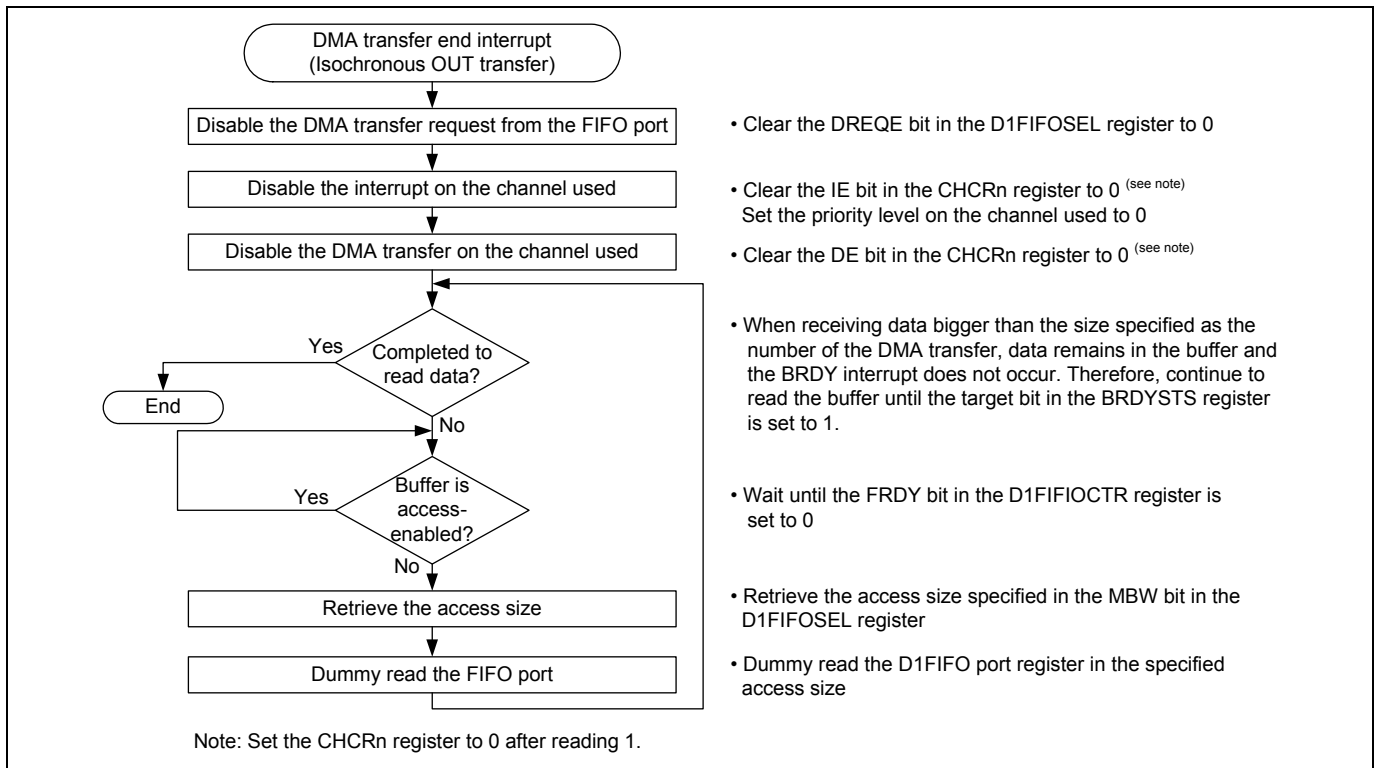 DMA transfer end interrupt
(Isochronous OUT transfer)
Disable the DMA transfer request from the FIFO port
• Clear the DREQE bit in the D1FIFOSEL register to 0
Disable the interrupt on the channel used
• Clear the IE bit in the CHCRn register to 0 (see note)
Set the priority level on the channel used to 0
Disable the DMA transfer on the channel used
• Clear the DE bit in the CHCRn register to 0 (see note)
Yes
Completed to
read data?
End
No
• When receiving data bigger than the size specified as the
number of the DMA transfer, data remains in the buffer and
the BRDY interrupt does not occur. Therefore, continue to
read the buffer until the target bit in the BRDYSTS register
is set to 1.
Yes
Buffer is
access-
enabled?
No
• Wait until the FRDY bit in the D1FIFIOCTR register is
set to 0
Retrieve the access size
• Retrieve the access size specified in the MBW bit in the
D1FIFOSEL register
Dummy read the FIFO port
• Dummy read the D1FIFO port register in the specified
access size
Note: Set the CHCRn register to 0 after reading 1.